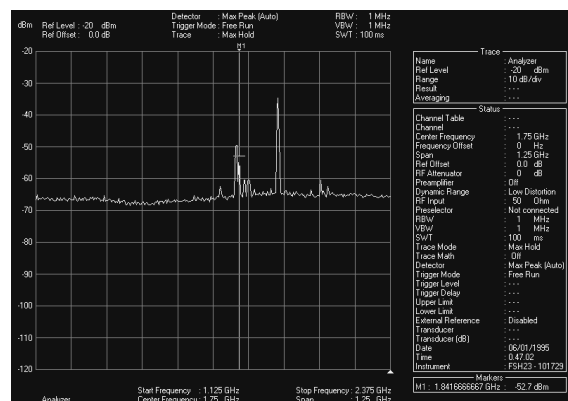 dBm Ref Level : -20 dBm Detector : Max Peak (Auto) RBW : 1 MHz
Ref Offset : 0.0 dB Trigger Mode : Free Run VBW : 1 MHz
Trace : Max Hold SWT : 100 ms
M1
-20
-30
-40
-50
-60
-70
-80
-90
-100
-110
-120
Start Frequency : 1.125 GHz Stop Frequency : 2.375 GHz
Analyzer Center Frequency : 1.75 GHz Span : 1.25 GHz
Trace
Name : Analyzer
Ref Level : -20 dBm
Range : 10 dB/div
Result : ---
Averaging : ---
Status
Channel Table : ---
Channel : ---
Center Frequency : 1.75 GHz
Frequency Offset : 0 Hz
Span : 1.25 GHz
Ref Offset : 0.0 dB
RF Attenuator : 0 dB
Preamplifier : Off
Dynamic Range : Low Distortion
RF Input : 50 Ohm
Preselector : Not connected
RBW : 1 MHz
VBW : 1 MHz
SWT : 100 ms
Trace Mode : Max Hold
Trace Math : Off
Detector : Max Peak (Auto)
Trigger Mode : Free Run
Trigger Level : ---
Trigger Delay : ---
Upper Limit : ---
Lower Limit : ---
External Reference : Disabled
Transducer : ---
Transducer (dB) : ---
Date : 06/01/1995
Time : 0.47.02
Instrument : FSH23 - 101729
Markers
M1 : 1.8416666667 GHz : -52.7 dBm